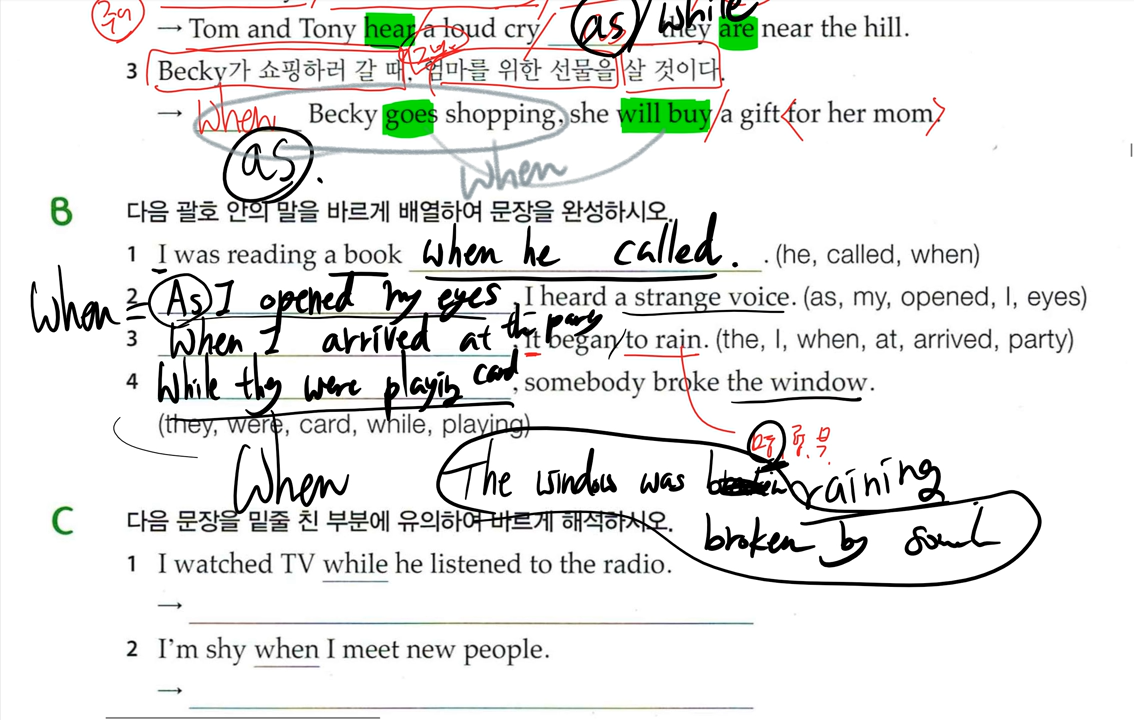 주어
→ Tom and Tony hear a loud cry as / while they are near the hill.
3 Becky가 쇼핑하러 갈 때, 엄마를 위한 선물을 살 것이다.
→ When Becky goes shopping, she will buy a gift for her mom
as. when
B 다음 괄호 안의 말을 바르게 배열하여 문장을 완성하시오.
1 I was reading a book when he called. . (he, called, when)
When 2 As I opened my eyes, I heard a strange voice. (as, my, opened, I, eyes)
3 When I arrived at the party, it began to rain. (the, I, when, at, arrived, party)
4 While they were playing card, somebody broke the window.
(they, were, card, while, playing)
When The window was raining
C 다음 문장을 밑줄 친 부분에 유의하여 바르게 해석하시오.
broken by
1 I watched TV while he listened to the radio.
→
2 I'm shy when I meet new people.
→